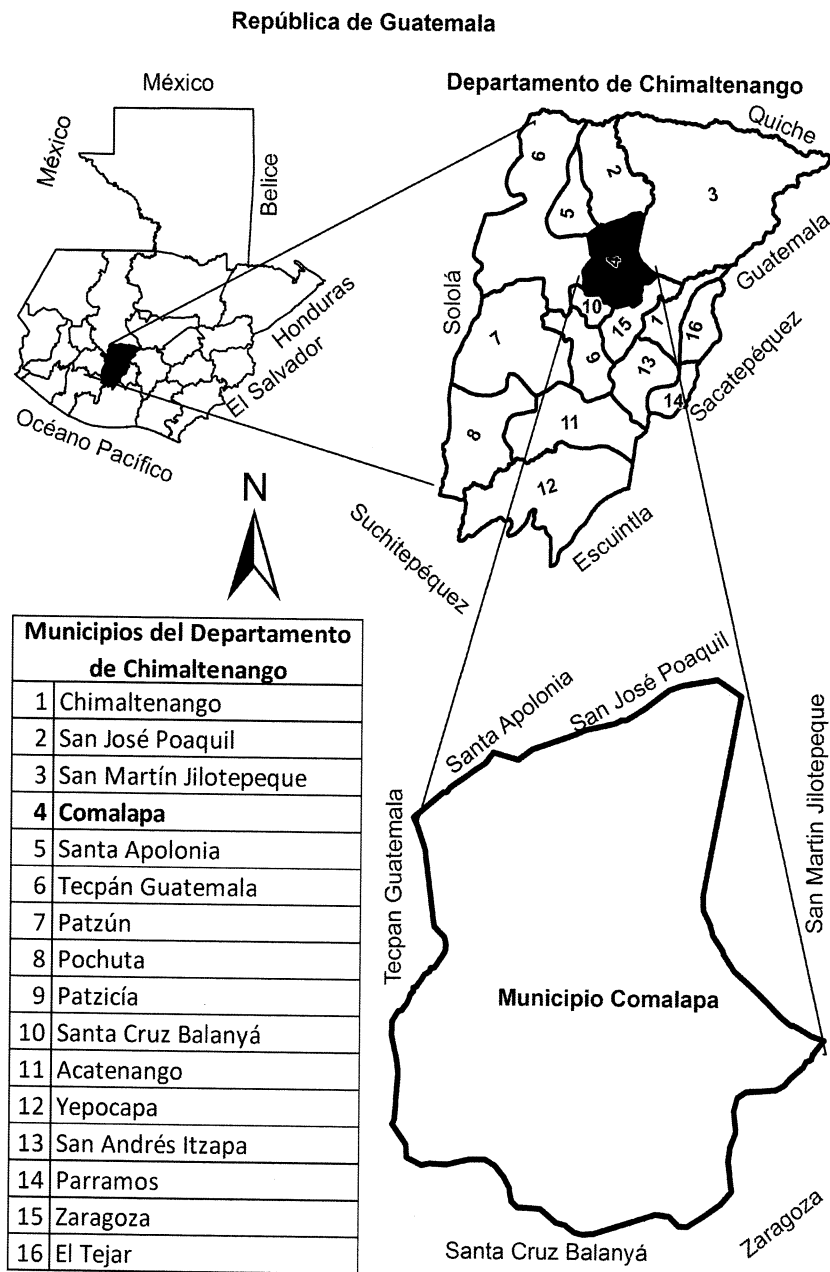 República de Guatemala
México
México
Belice
Honduras
El Salvador
Océano Pacífico
N
Departamento de Chimaltenango
Quiche
Guatemala
Sacatepéquez
Escuintla
Suchitepéquez
Sololá
6
2
3
5
4
10
15
1
16
7
9
13
14
8
11
12
Municipios del Departamento
de Chimaltenango
1 Chimaltenango
2 San José Poaquil
3 San Martín Jilotepeque
4 Comalapa
5 Santa Apolonia
6 Tecpán Guatemala
7 Patzún
8 Pochuta
9 Patzicía
10 Santa Cruz Balanyá
11 Acatenango
12 Yepocapa
13 San Andrés Itzapa
14 Parramos
15 Zaragoza
16 El Tejar
Santa Apolonia
San José Poaquil
San Martin Jilotepeque
Tecpan Guatemala
Municipio Comalapa
Santa Cruz Balanyá
Zaragoza